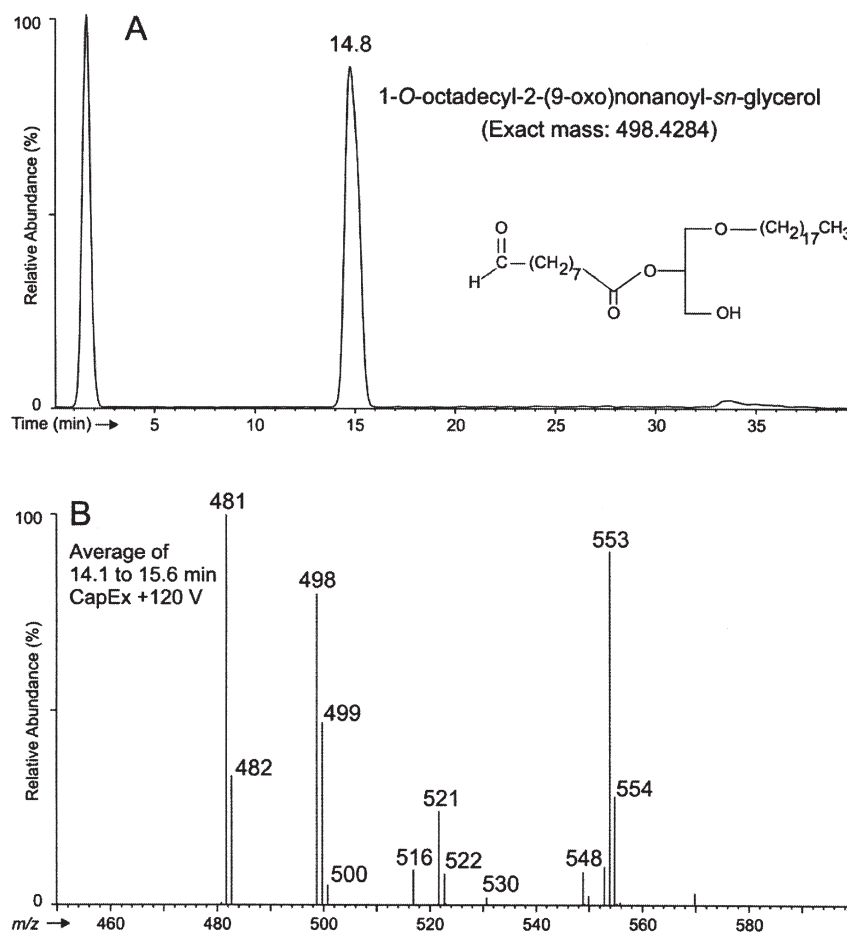 A
100
14.8
1-O-octadecyl-2-(9-oxo)nonanoyl-sn-glycerol
(Exact mass: 498.4284)
Relative Abundance (%)
O
C
H
(CH2)7
O
O
O
(CH2)17CH3
OH
0
Time (min) →
5
10
15
20
25
30
35
B
100
Average of
14.1 to 15.6 min
CapEx +120 V
Relative Abundance (%)
481
482
498
499
500
516
521
522
530
548
553
554
0
m/z →
460
480
500
520
540
560
580